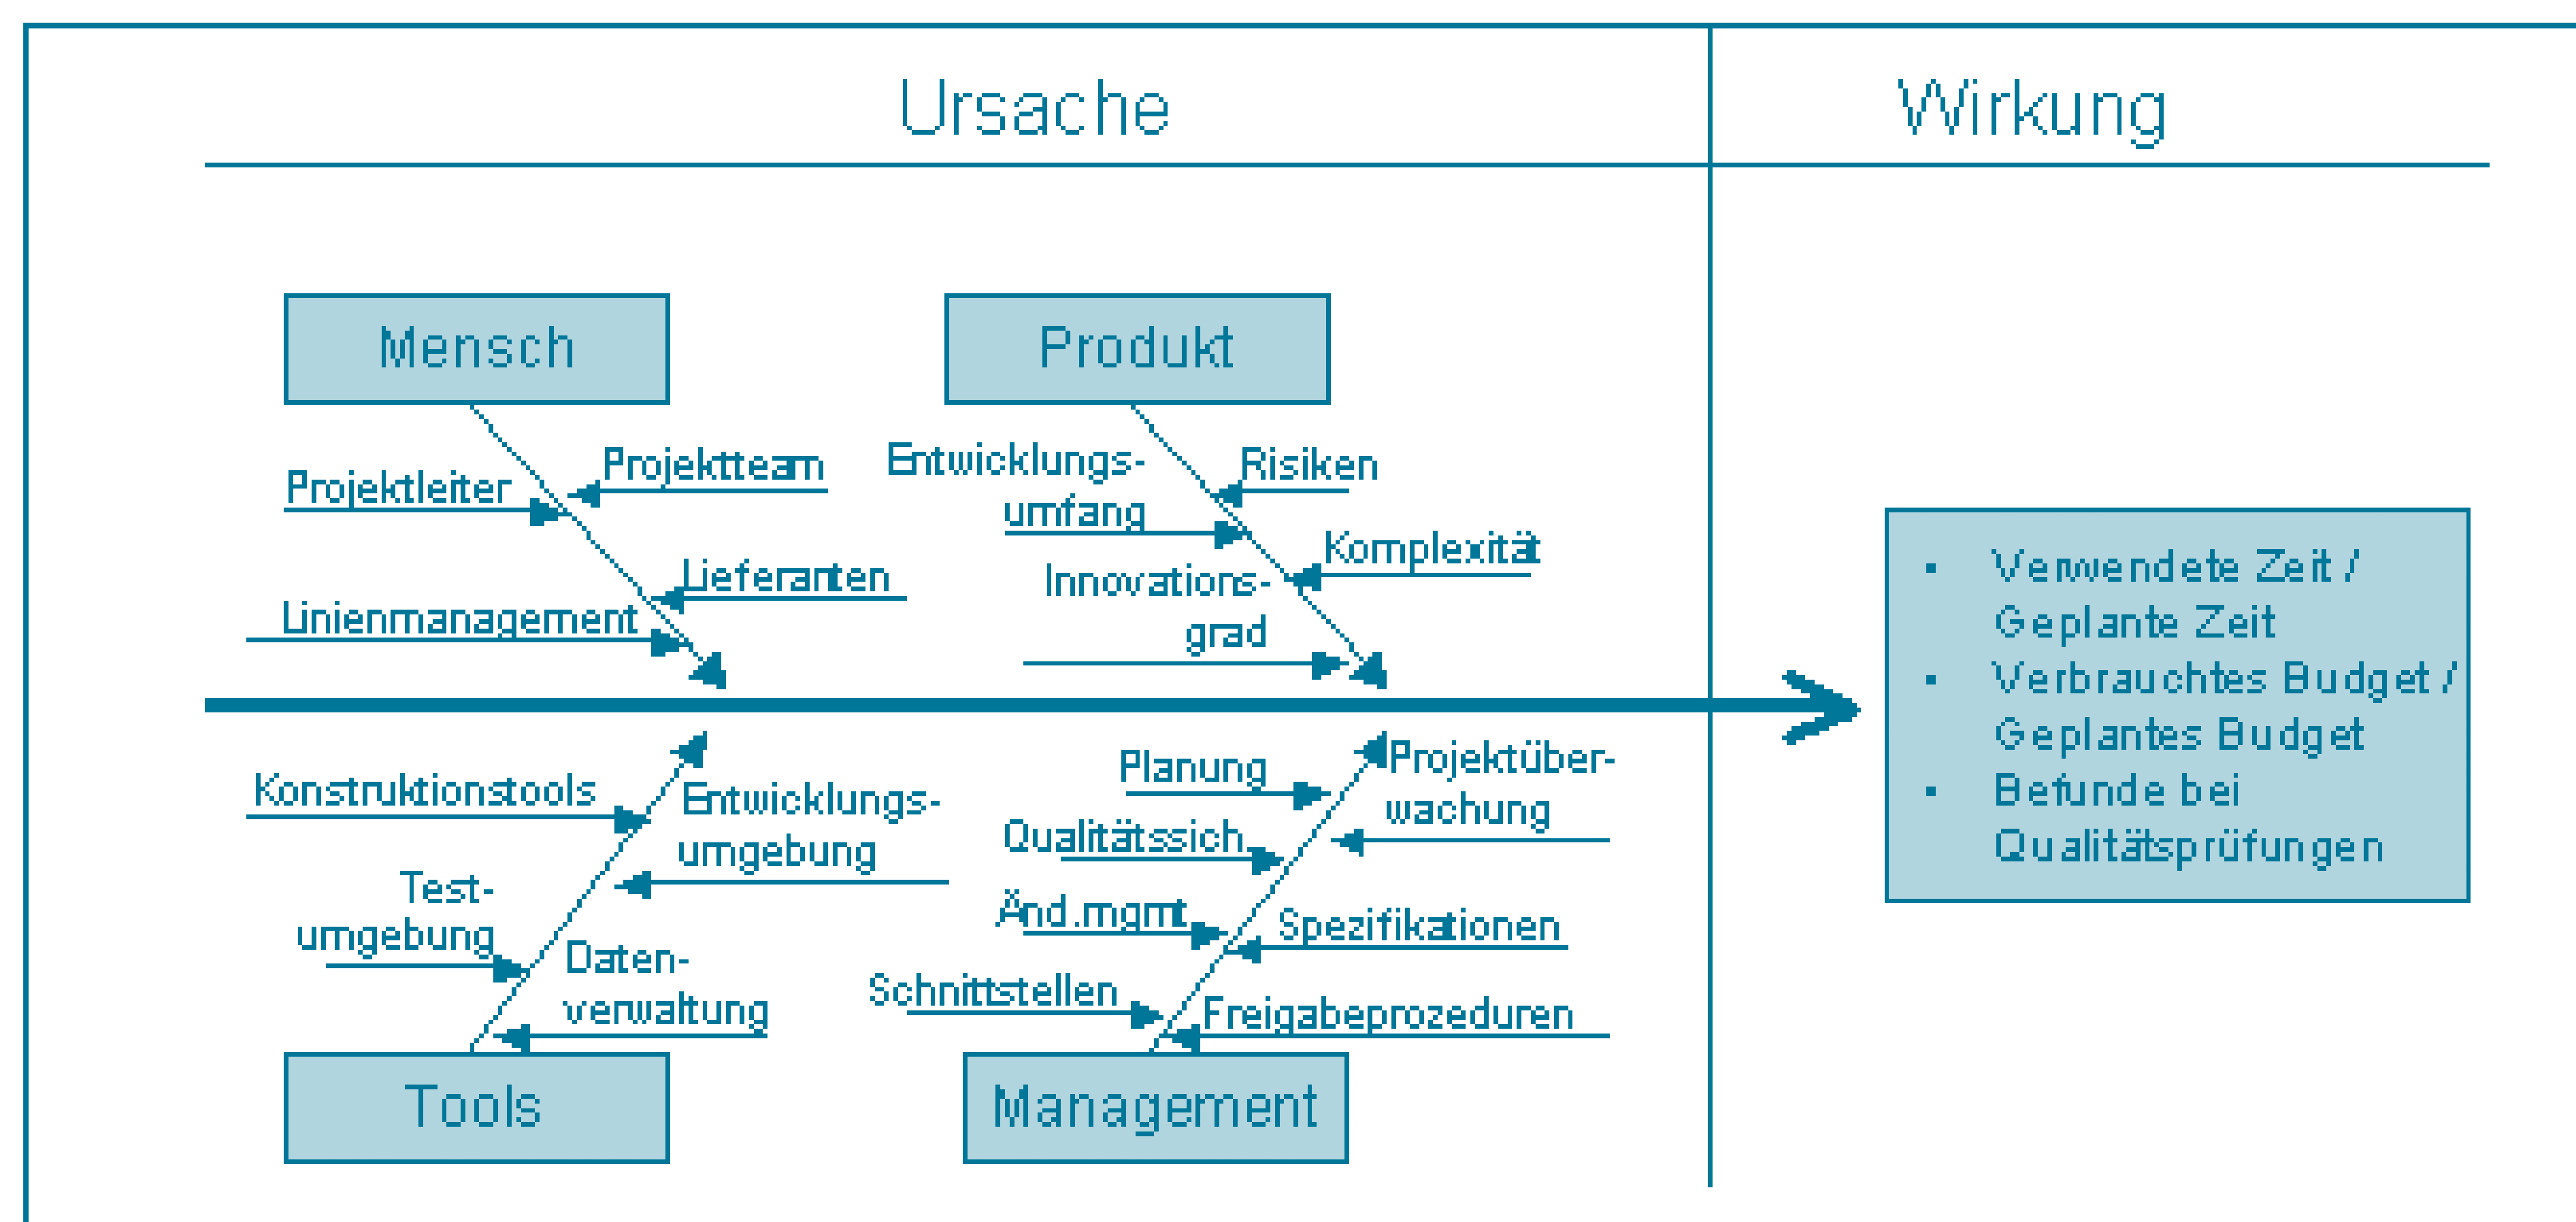 Ursache
Wirkung
Mensch
Produkt
Projektleiter
Projektteam
Linienmanagement
Lieferanten
Entwicklungs-
umfang
Risiken
Innovations-
grad
Komplexität
Konstruktionstools
Entwicklungs-
umgebung
Test-
umgebung
Daten-
verwaltung
Planung
Projektüber-
wachung
Qualitätssich.
Änd.mgmt
Spezifikationen
Schnittstellen
Freigabeprozeduren
Tools
Management
▪ Verwendete Zeit /
Geplante Zeit
▪ Verbrauchtes Budget /
Geplantes Budget
▪ Befunde bei
Qualitätsprüfungen